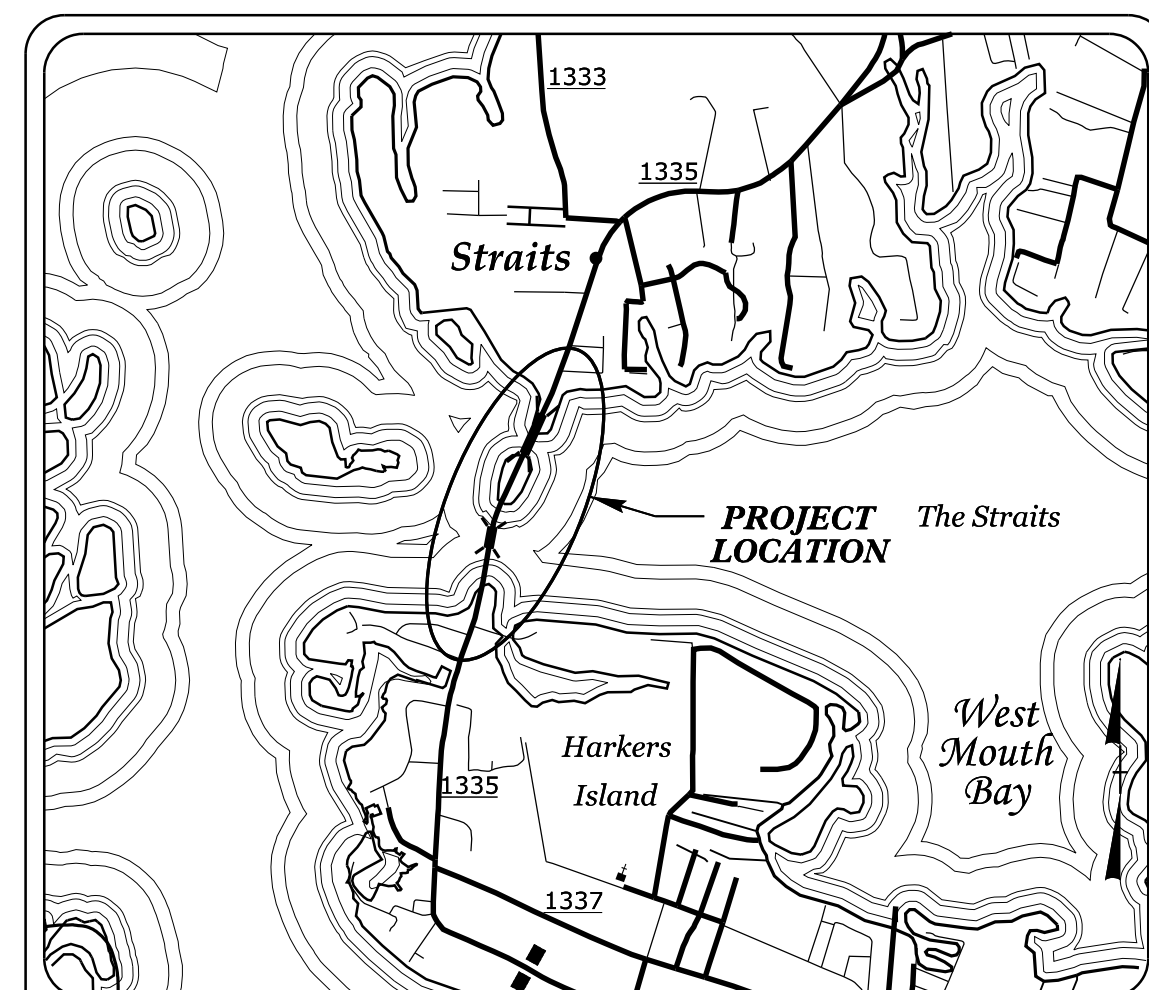 1333
1335
Straits
PROJECT
LOCATION
The Straits
West
Mouth
Bay
Harkers
Island
1335
1337